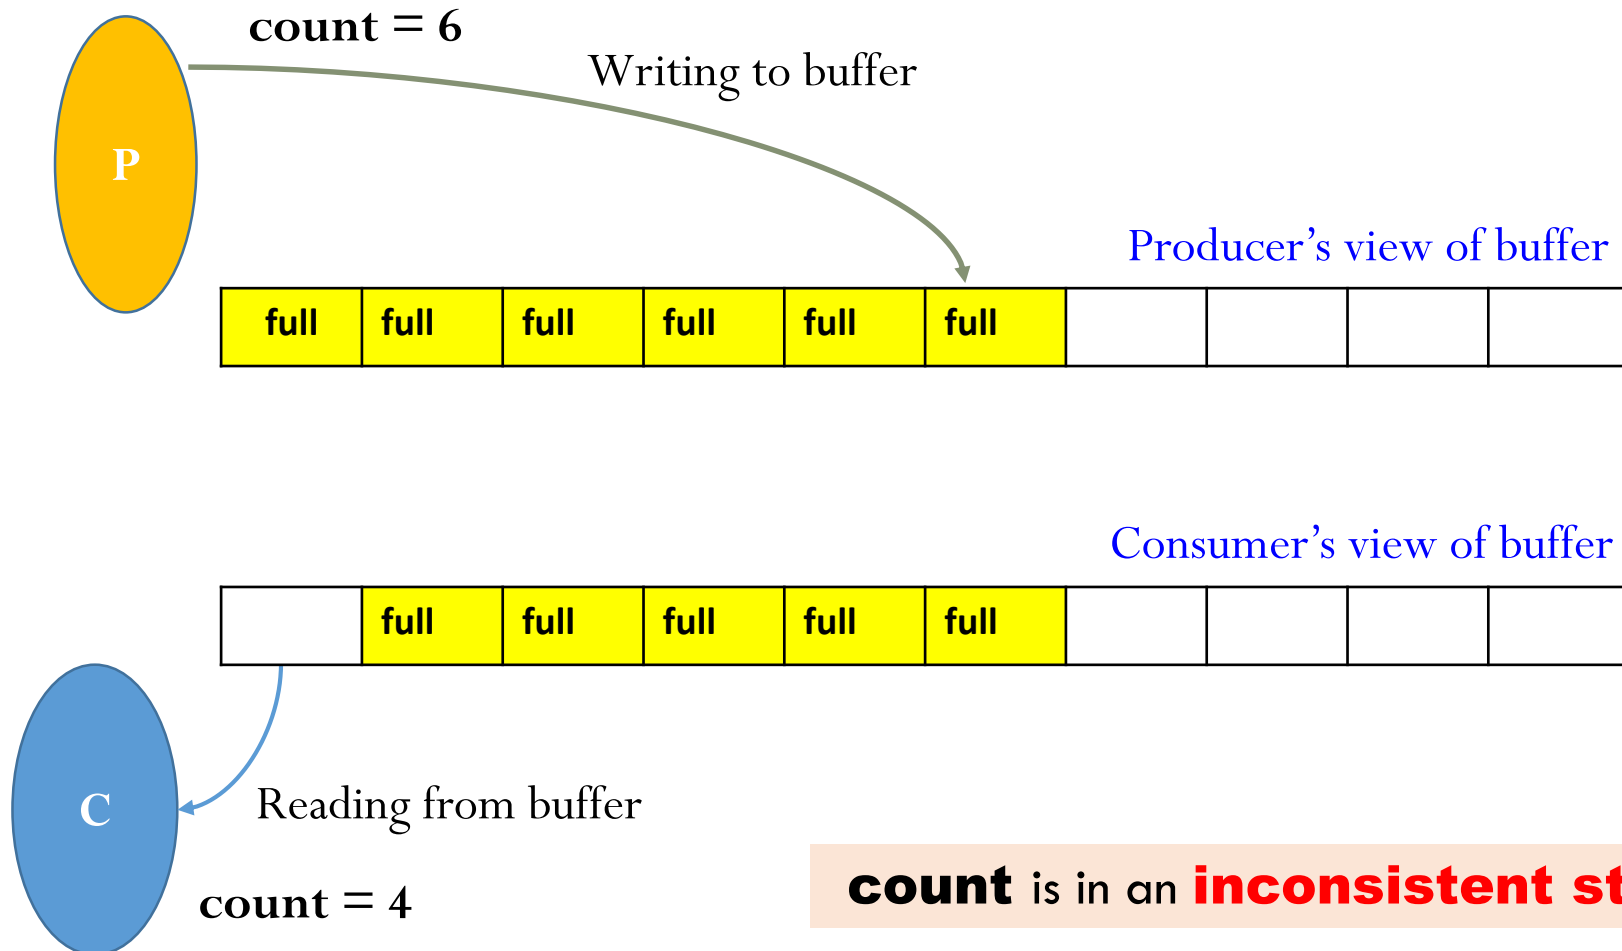 count = 6
Writing to buffer
P
Producer's view of buffer
full full full full full full
Consumer's view of buffer
full full full full full
C
Reading from buffer
count is in an inconsistent
count = 4